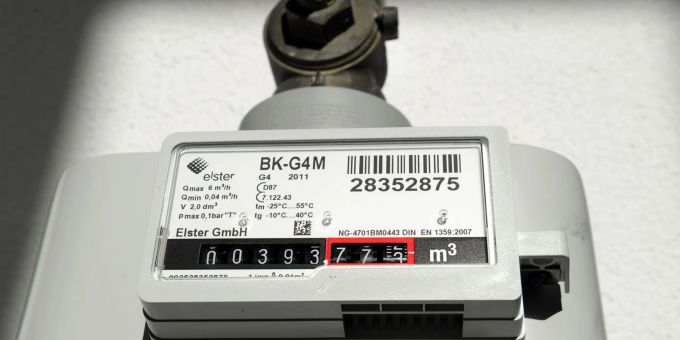 elster
BK-G4M
G4 2011
28352875
Qmax 6 m³/h
Qmin 0,04 m³/h
V 2,0 dm³
pmax 0,1bar "T"
D87
7.122.43
tm -25°C....55°C
tg -10°C....40°C
Elster GmbH
NG-4701BM0443 DIN EN 1359:2007
00393,77 m³